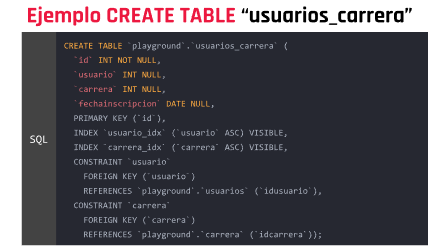 Ejemplo CREATE TABLE “usuarios_carrera”
SQL
CREATE TABLE `playground`.`usuarios_carrera` (
`id` INT NOT NULL,
`usuario` INT NULL,
`carrera` INT NULL,
`fechainscripcion` DATE NULL,
PRIMARY KEY (`id`),
INDEX `usuario_idx` (`usuario` ASC) VISIBLE,
INDEX `carrera_idx` (`carrera` ASC) VISIBLE,
CONSTRAINT `usuario`
FOREIGN KEY (`usuario`)
REFERENCES `playground`.`usuarios` (`idusuario`),
CONSTRAINT `carrera`
FOREIGN KEY (`carrera`)
REFERENCES `playground`.`carrera` (`idcarrera`));